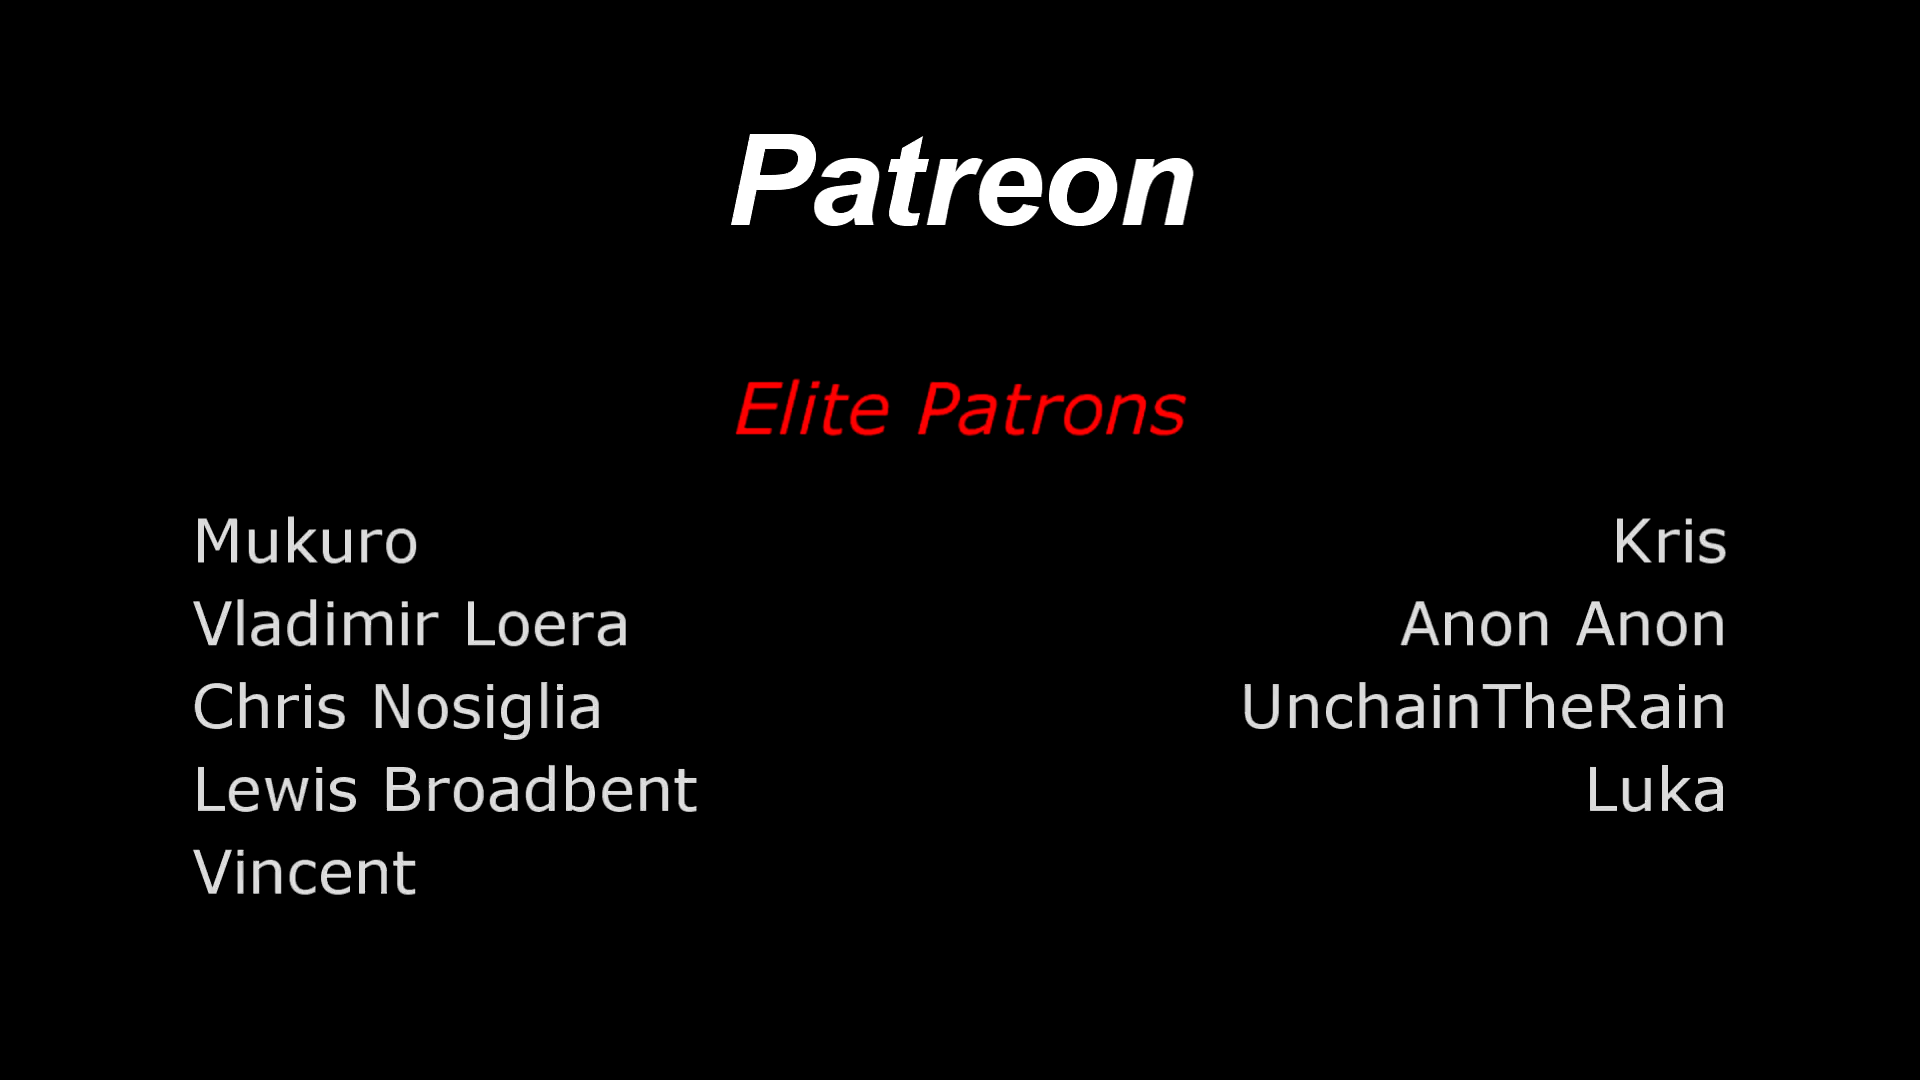 Patreon
Elite Patrons
Mukuro
Vladimir Loera
Chris Nosiglia
Lewis Broadbent
Vincent
Kris
Anon Anon
UnchainTheRain
Luka